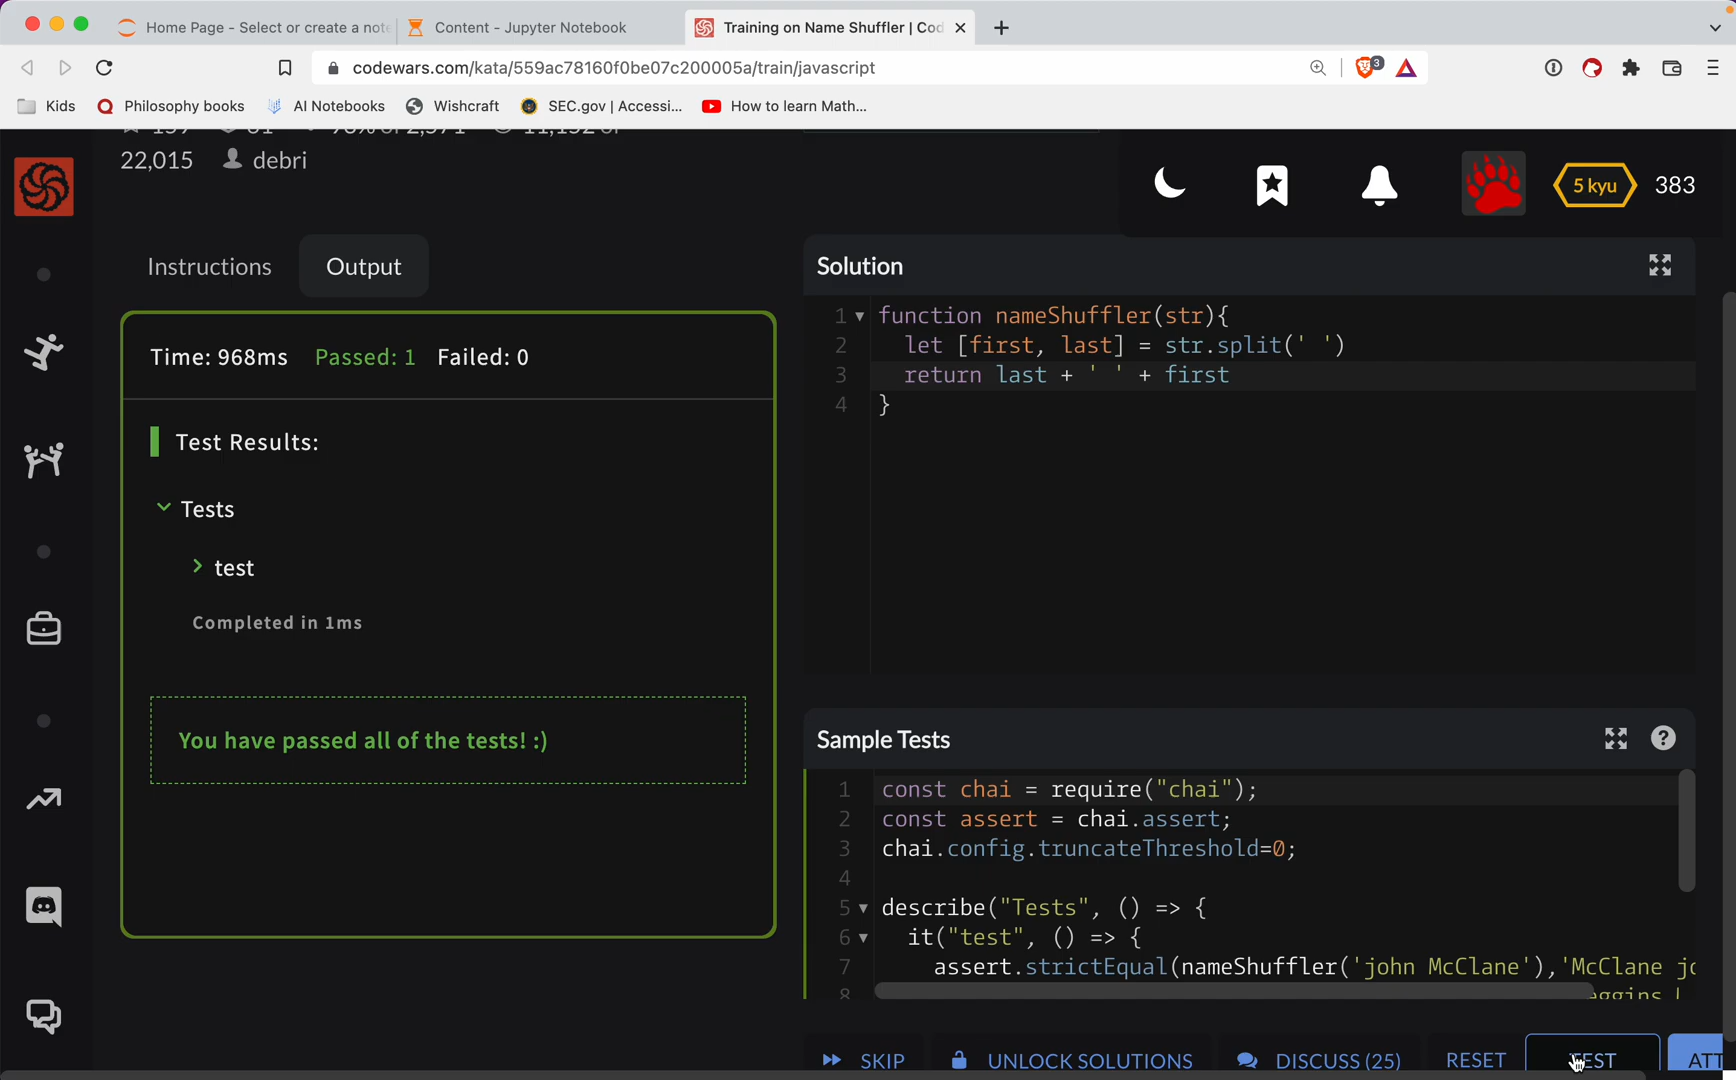 Home Page - Select or create a note
Content - Jupyter Notebook
Training on Name Shuffler | Cod
codewars.com/kata/559ac78160f0be07c200005a/train/javascript
3
Kids
Philosophy books
AI Notebooks
Wishcraft
SEC.gov | Accessi...
How to learn Math...
22,015 debri
5 kyu
383
Instructions
Output
Time: 968ms Passed: 1 Failed: 0
Test Results:
Tests
test
Completed in 1ms
You have passed all of the tests! :)
Solution
1 function nameShuffler(str){
2 let [first, last] = str.split(' ')
3 return last + ' ' + first
4 }
Sample Tests
1 const chai = require("chai");
2 const assert = chai.assert;
3 chai.config.truncateThreshold=0;
4
5 describe("Tests", () => {
6 it("test", () => {
7 assert.strictEqual(nameShuffler('john McClane'),'McClane jo
8
SKIP
UNLOCK SOLUTIONS
DISCUSS (25)
RESET
TEST
ATT